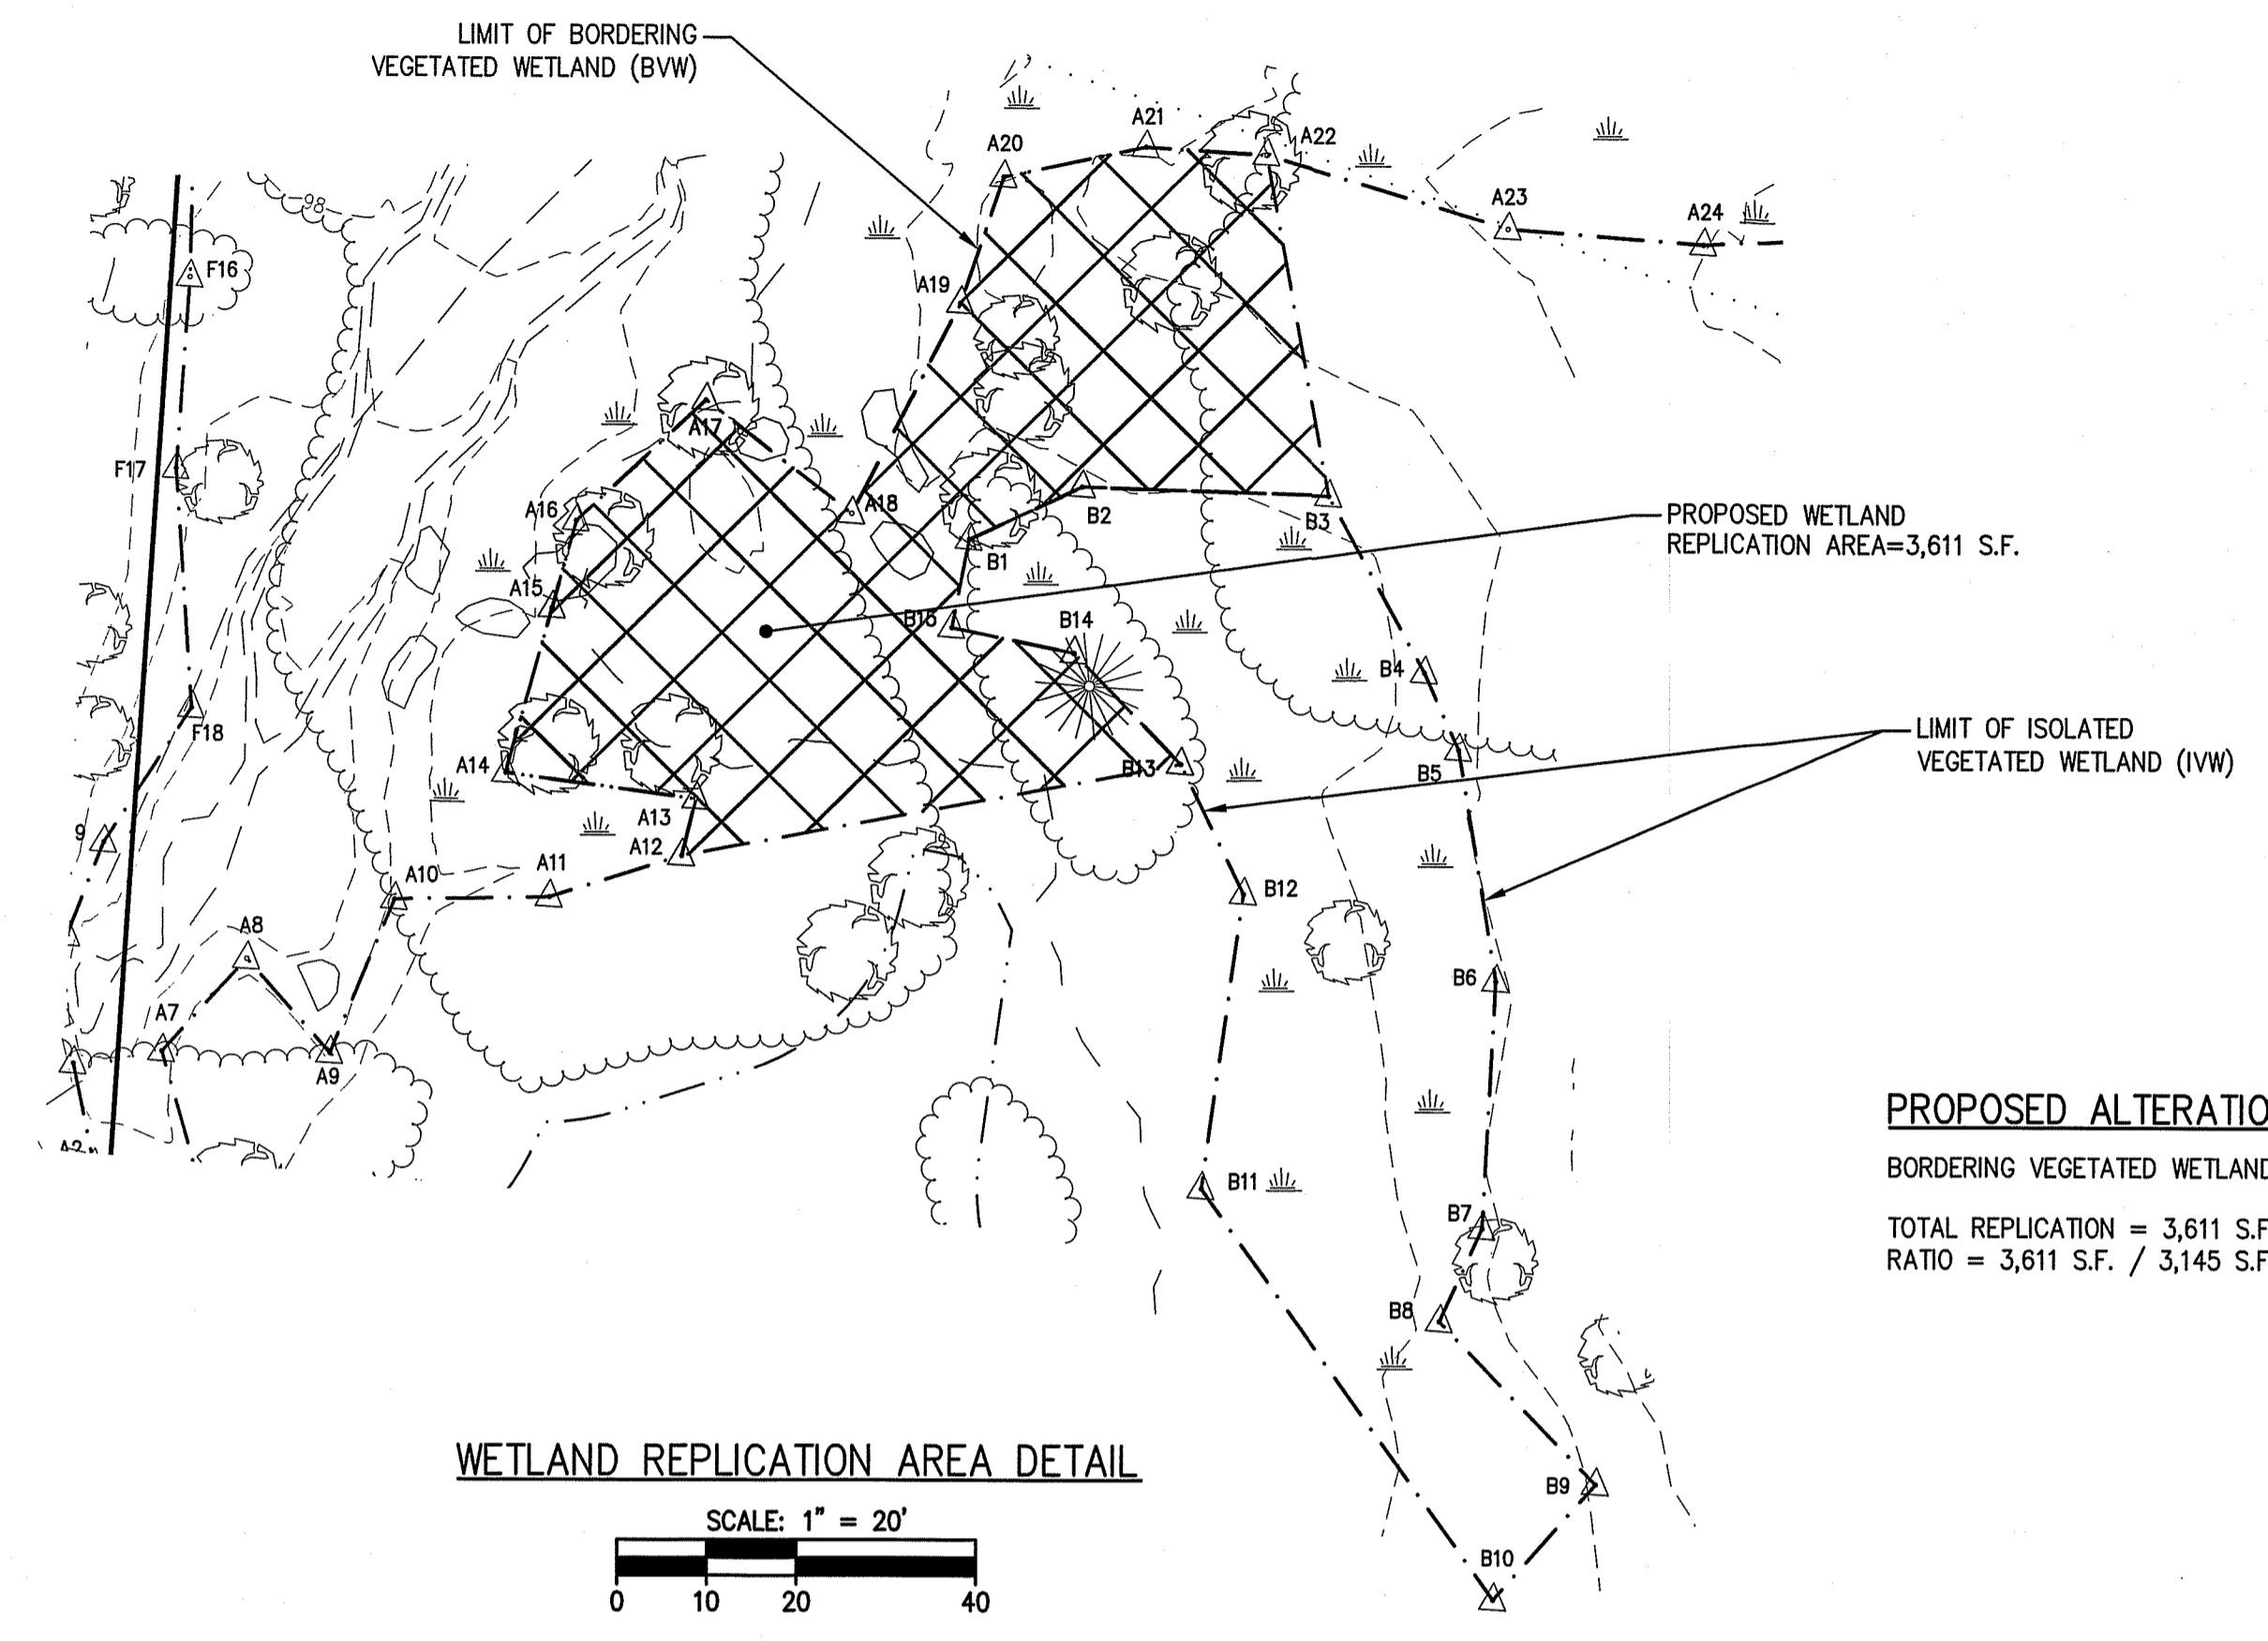 LIMIT OF BORDERING
VEGETATED WETLAND (BVW)
A21
A20
A22
A23
A24
98
F16
A19
A17
F17
A16
A18
B2
B3
PROPOSED WETLAND
REPLICATION AREA=3,611 S.F.
B1
A15
B15
B14
B4
F18
LIMIT OF ISOLATED
VEGETATED WETLAND (IVW)
A14
B13
B5
A13
9
A12
A10
A11
B12
A8
B6
A7
A9
PROPOSED ALTERATIO
BORDERING VEGETATED WETLAND
B11
B7
TOTAL REPLICATION = 3,611 S.F
RATIO = 3,611 S.F. / 3,145 S.F
B8
WETLAND REPLICATION AREA DETAIL
B9
SCALE: 1" = 20'
B10
0 10 20 40